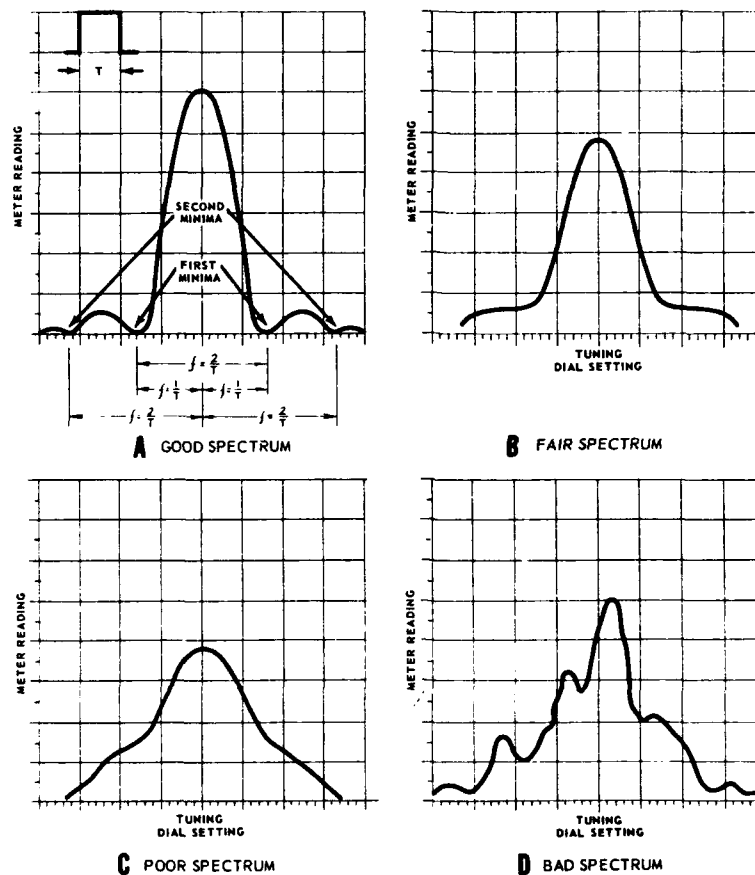 T
METER READING
SECOND
MINIMA
FIRST
MINIMA
f = 2/T
f = 1/T
f = 1/T
f = 2/T
f = 2/T
A GOOD SPECTRUM
METER READING
TUNING
DIAL SETTING
B FAIR SPECTRUM
METER READING
TUNING
DIAL SETTING
C POOR SPECTRUM
METER READING
TUNING
DIAL SETTING
D BAD SPECTRUM